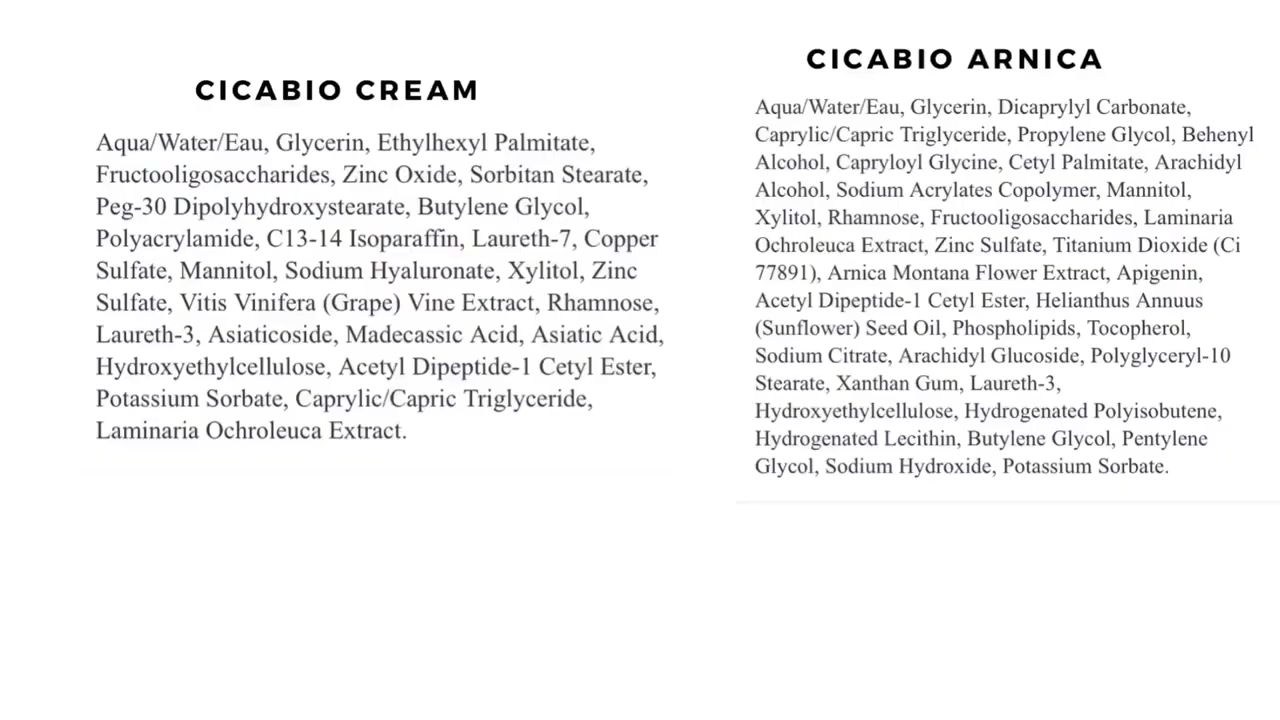 CICABIO CREAM
Aqua/Water/Eau, Glycerin, Ethylhexyl Palmitate,
Fructooligosaccharides, Zinc Oxide, Sorbitan Stearate,
Peg-30 Dipolyhydroxystearate, Butylene Glycol,
Polyacrylamide, C13-14 Isoparaffin, Laureth-7, Copper
Sulfate, Mannitol, Sodium Hyaluronate, Xylitol, Zinc
Sulfate, Vitis Vinifera (Grape) Vine Extract, Rhamnose,
Laureth-3, Asiaticoside, Madecassic Acid, Asiatic Acid,
Hydroxyethylcellulose, Acetyl Dipeptide-1 Cetyl Ester,
Potassium Sorbate, Caprylic/Capric Triglyceride,
Laminaria Ochroleuca Extract.
CICABIO ARNICA
Aqua/Water/Eau, Glycerin, Dicaprylyl Carbonate,
Caprylic/Capric Triglyceride, Propylene Glycol, Behenyl
Alcohol, Capryloyl Glycine, Cetyl Palmitate, Arachidyl
Alcohol, Sodium Acrylates Copolymer, Mannitol,
Xylitol, Rhamnose, Fructooligosaccharides, Laminaria
Ochroleuca Extract, Zinc Sulfate, Titanium Dioxide (Ci
77891), Arnica Montana Flower Extract, Apigenin,
Acetyl Dipeptide-1 Cetyl Ester, Helianthus Annuus
(Sunflower) Seed Oil, Phospholipids, Tocopherol,
Sodium Citrate, Arachidyl Glucoside, Polyglyceryl-10
Stearate, Xanthan Gum, Laureth-3,
Hydroxyethylcellulose, Hydrogenated Polyisobutene,
Hydrogenated Lecithin, Butylene Glycol, Pentylene
Glycol, Sodium Hydroxide, Potassium Sorbate.